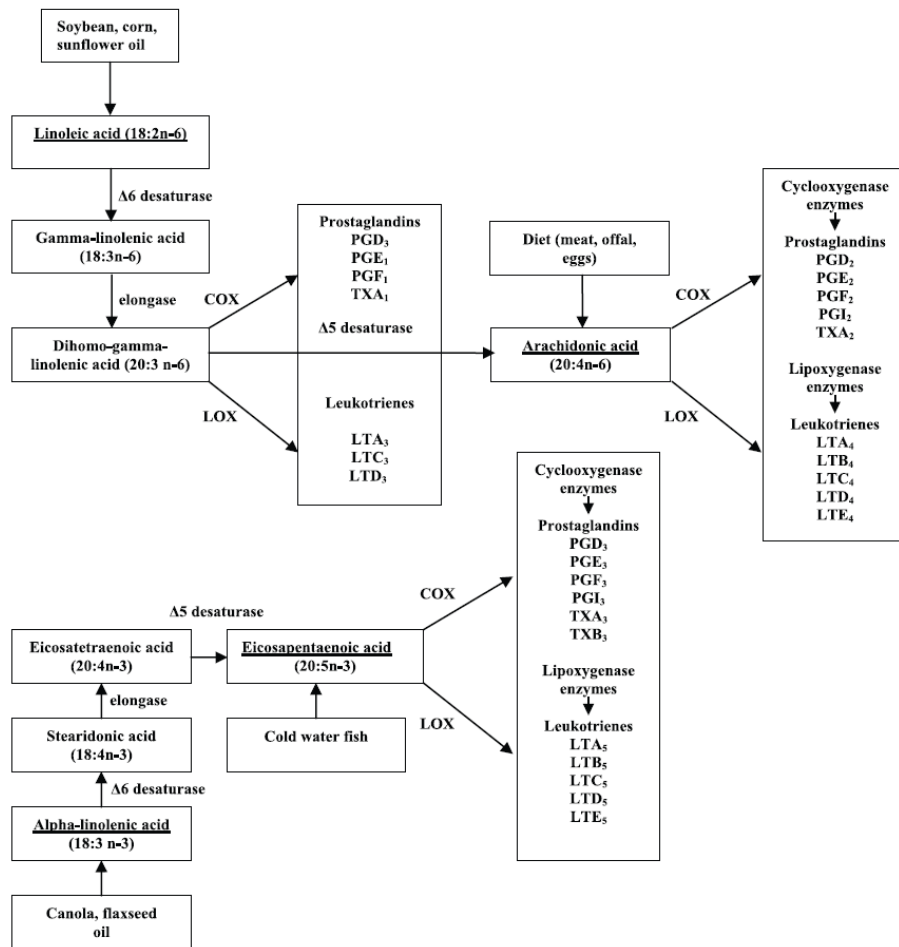 Soybean, corn,
sunflower oil
Linoleic acid (18:2n-6)
Δ6 desaturase
Gamma-linolenic acid
(18:3n-6)
elongase
Dihomo-gamma-
linolenic acid (20:3 n-6)
COX
LOX
Prostaglandins
PGD₃
PGE₁
PGF₁
TXA₁
Δ5 desaturase
Leukotrienes
LTA₃
LTC₃
LTD₃
Diet (meat, offal,
eggs)
Arachidonic acid
(20:4n-6)
COX
LOX
Cyclooxygenase
enzymes
Prostaglandins
PGD₂
PGE₂
PGF₂
PGI₂
TXA₂
Lipoxygenase
enzymes
Leukotrienes
LTA₄
LTB₄
LTC₄
LTD₄
LTE₄
Cyclooxygenase
enzymes
Prostaglandins
PGD₃
PGE₃
PGF₃
PGI₃
TXA₃
TXB₃
Lipoxygenase
enzymes
Leukotrienes
LTA₅
LTB₅
LTC₅
LTD₅
LTE₅
COX
LOX
Δ5 desaturase
Eicosatetraenoic acid
(20:4n-3)
Eicosapentaenoic acid
(20:5n-3)
elongase
Stearidonic acid
(18:4n-3)
Cold water fish
Δ6 desaturase
Alpha-linolenic acid
(18:3 n-3)
Canola, flaxseed
oil